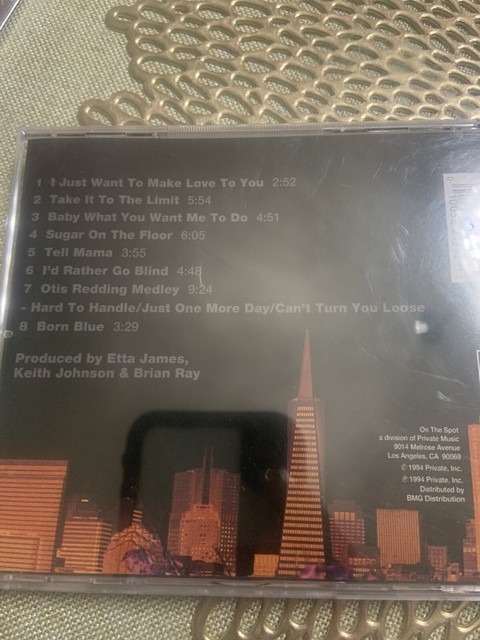 1 I Just Want To Make Love To You 2:52
2 Take It To The Limit 5:54
3 Baby What You Want Me To Do 4:51
4 Sugar On The Floor 6:05
5 Tell Mama 3:55
6 I'd Rather Go Blind 4:48
7 Otis Redding Medley 9:24
- Hard To Handle/Just One More Day/Can't Turn You Loose
8 Born Blue 3:29
Produced by Etta James,
Keith Johnson & Brian Ray
On The Spot
a division of Private Music
9014 Melrose Avenue
Los Angeles, CA 90069
© 1994 Private, Inc.
℗ 1994 Private, Inc.
Distributed by
BMG Distribution